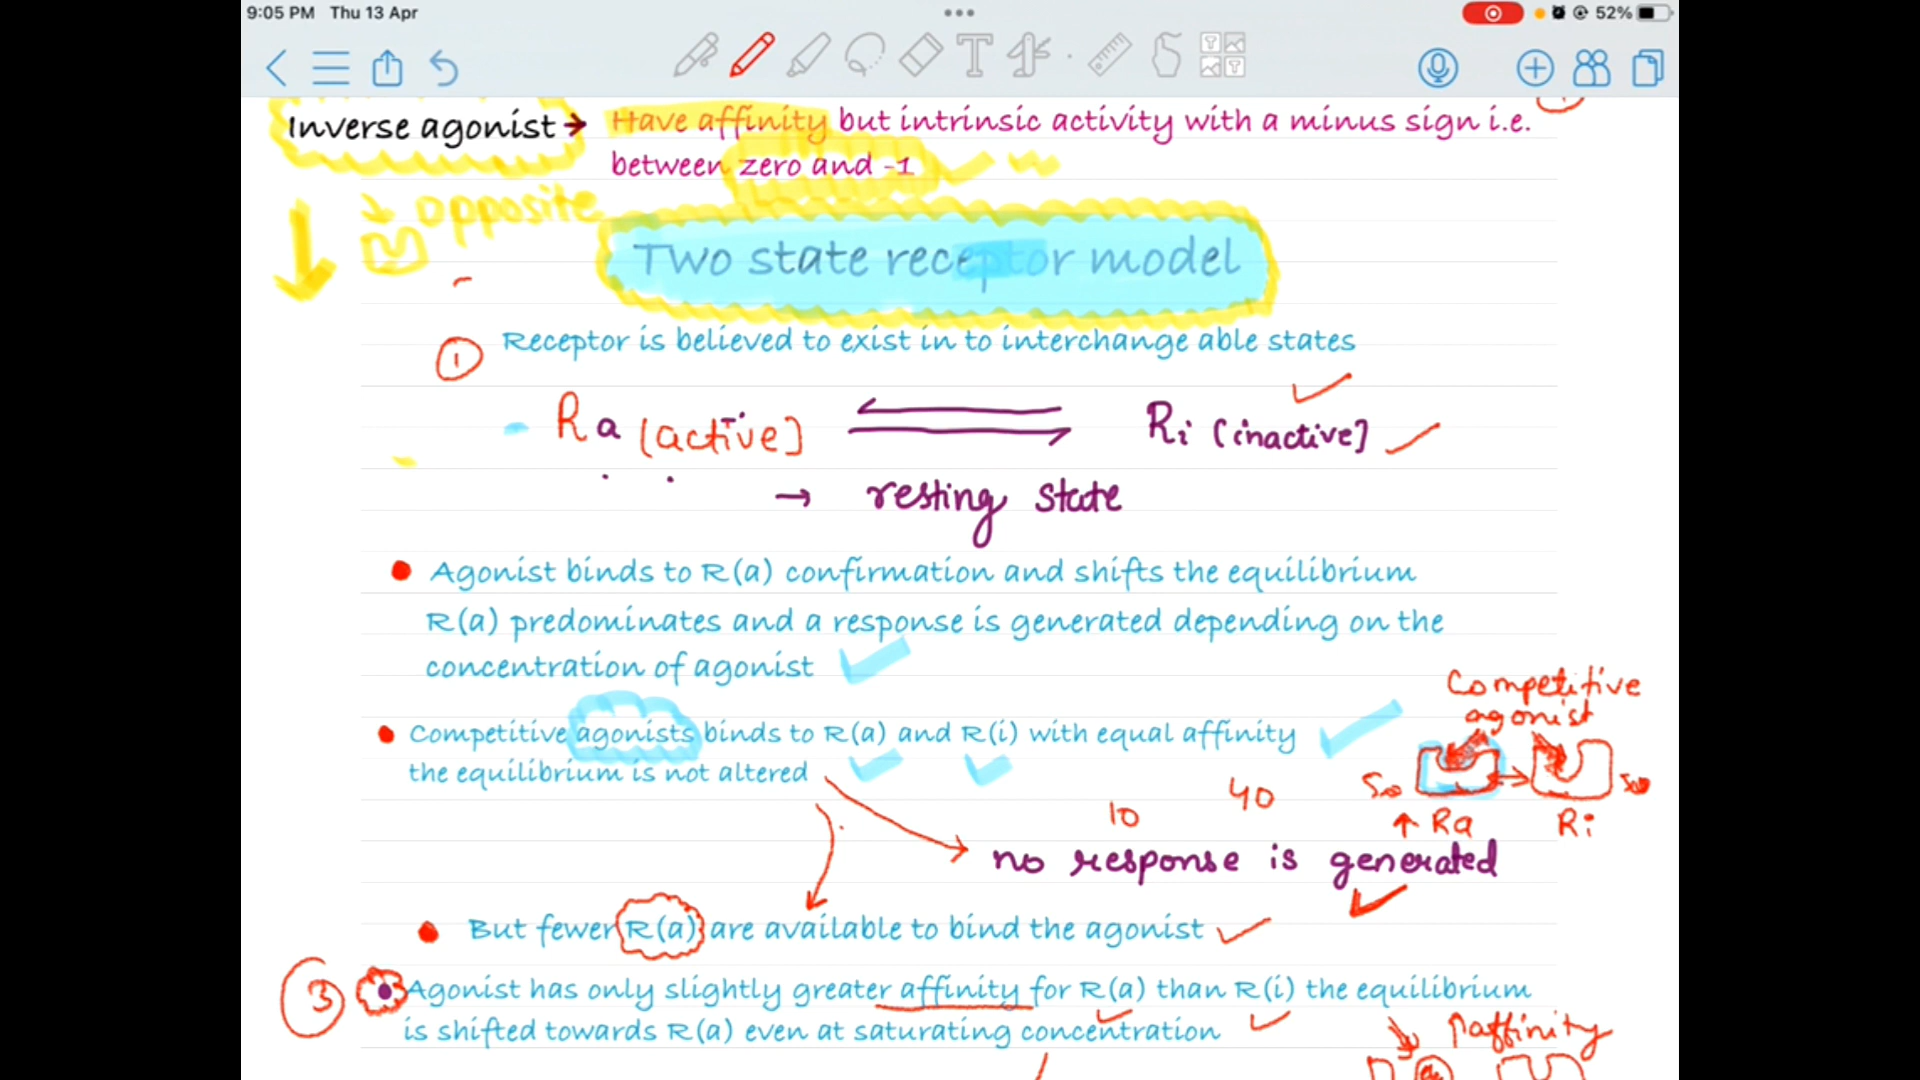 9:05 PM Thu 13 Apr
52%
Inverse agonist → Have affinity but intrinsic activity with a minus sign i.e.
between zero and -1
opposite
Two state receptor model
1 Receptor is believed to exist in to interchange able states
Ra [active] Ri [inactive]
→ resting state
Agonist binds to R(a) confirmation and shifts the equilibrium
R(a) predominates and a response is generated depending on the
concentration of agonist
Competitive
agonist
Competitive agonists binds to R(a) and R(i) with equal affinity
the equilibrium is not altered
10 40
↑ Ra Ri
no response is generated
But fewer R(a) are available to bind the agonist
3 Agonist has only slightly greater affinity for R(a) than R(i) the equilibrium
is shifted towards R(a) even at saturating concentration
affinity